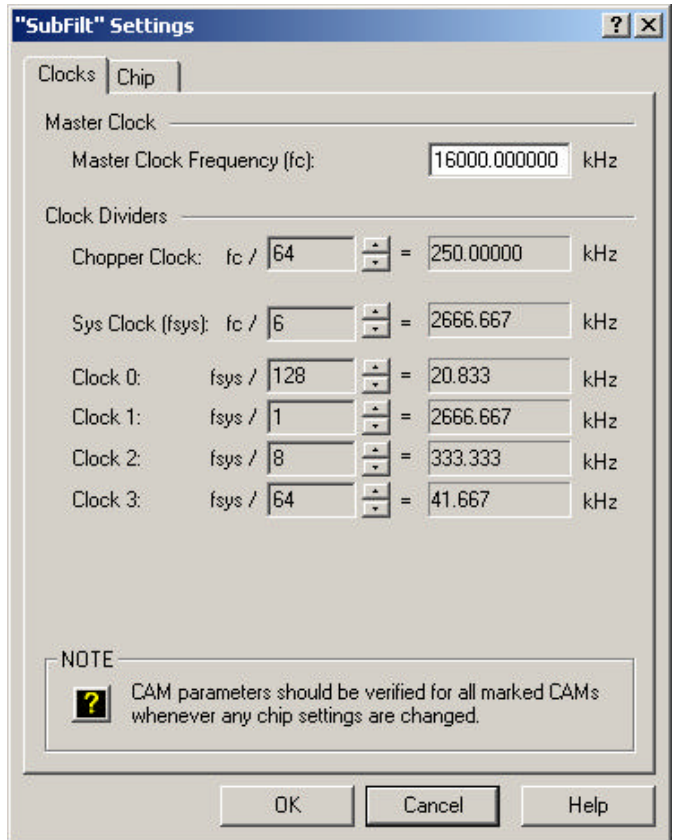 "SubFilt" Settings
Clocks Chip
Master Clock
Master Clock Frequency (fc): 16000.000000 kHz
Clock Dividers
Chopper Clock: fc / 64 = 250.00000 kHz
Sys Clock (fsys): fc / 6 = 2666.667 kHz
Clock 0: fsys / 128 = 20.833 kHz
Clock 1: fsys / 1 = 2666.667 kHz
Clock 2: fsys / 8 = 333.333 kHz
Clock 3: fsys / 64 = 41.667 kHz
NOTE
? CAM parameters should be verified for all marked CAMs
whenever any chip settings are changed.
OK Cancel Help